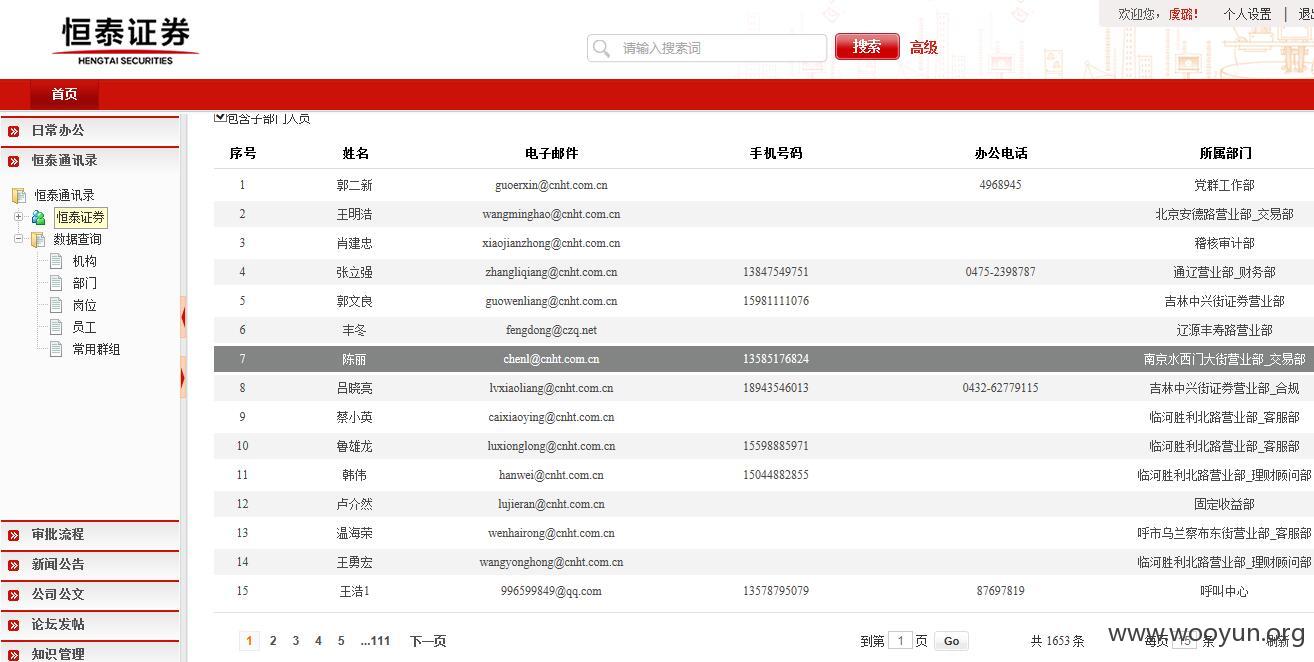 恒泰证券
HENGTAI SECURITIES
欢迎您，虞璐! 个人设置 | 退出
请输入搜索词 搜索 高级
首页
日常办公
恒泰通讯录
恒泰通讯录
恒泰证券
数据查询
机构
部门
岗位
员工
常用群组
审批流程
新闻公告
公司公文
论坛发帖
知识管理
包含子部门人员
序号 姓名 电子邮件 手机号码 办公电话 所属部门
1 郭二新 guoerxin@cnht.com.cn 4968945 党群工作部
2 王明浩 wangminghao@cnht.com.cn 北京安德路营业部_交易部
3 肖建忠 xiaojianzhong@cnht.com.cn 稽核审计部
4 张立强 zhangliqiang@cnht.com.cn 13847549751 0475-2398787 通辽营业部_财务部
5 郭文良 guowenliang@cnht.com.cn 15981111076 吉林中兴街证券营业部
6 丰冬 fengdong@czq.net 辽源丰寿路营业部
7 陈丽 chenl@cnht.com.cn 13585176824 南京水西门大街营业部_交易部
8 吕晓亮 lvxiaoliang@cnht.com.cn 18943546013 0432-62779115 吉林中兴街证券营业部_合规
9 蔡小英 caixiaoying@cnht.com.cn 临河胜利北路营业部_客服部
10 鲁雄龙 luxionglong@cnht.com.cn 15598885971 临河胜利北路营业部_客服部
11 韩伟 hanwei@cnht.com.cn 15044882855 临河胜利北路营业部_理财顾问部
12 卢介然 lujieran@cnht.com.cn 固定收益部
13 温海荣 wenhairong@cnht.com.cn 呼市乌兰察布东街营业部_客服部
14 王勇宏 wangyonghong@cnht.com.cn 临河胜利北路营业部_理财顾问部
15 王浩1 996599849@qq.com 13578795079 87697819 呼叫中心
1 2 3 4 5 ...111 下一页 到第 1 页 Go 共 1653 条 每页 15 条 刷新
www.wooyun.org